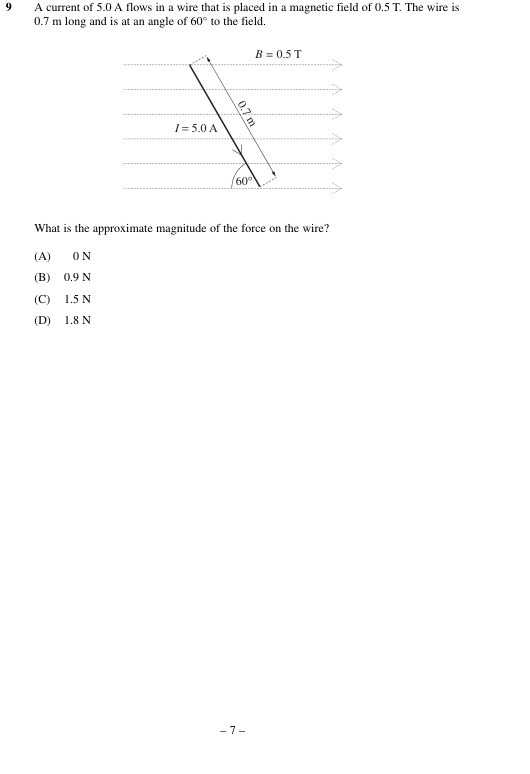 9 A current of 5.0 A flows in a wire that is placed in a magnetic field of 0.5 T. The wire is
0.7 m long and is at an angle of 60° to the field.
B = 0.5 T
0.7 m
I = 5.0 A
60°
What is the approximate magnitude of the force on the wire?
(A) 0 N
(B) 0.9 N
(C) 1.5 N
(D) 1.8 N
– 7 –